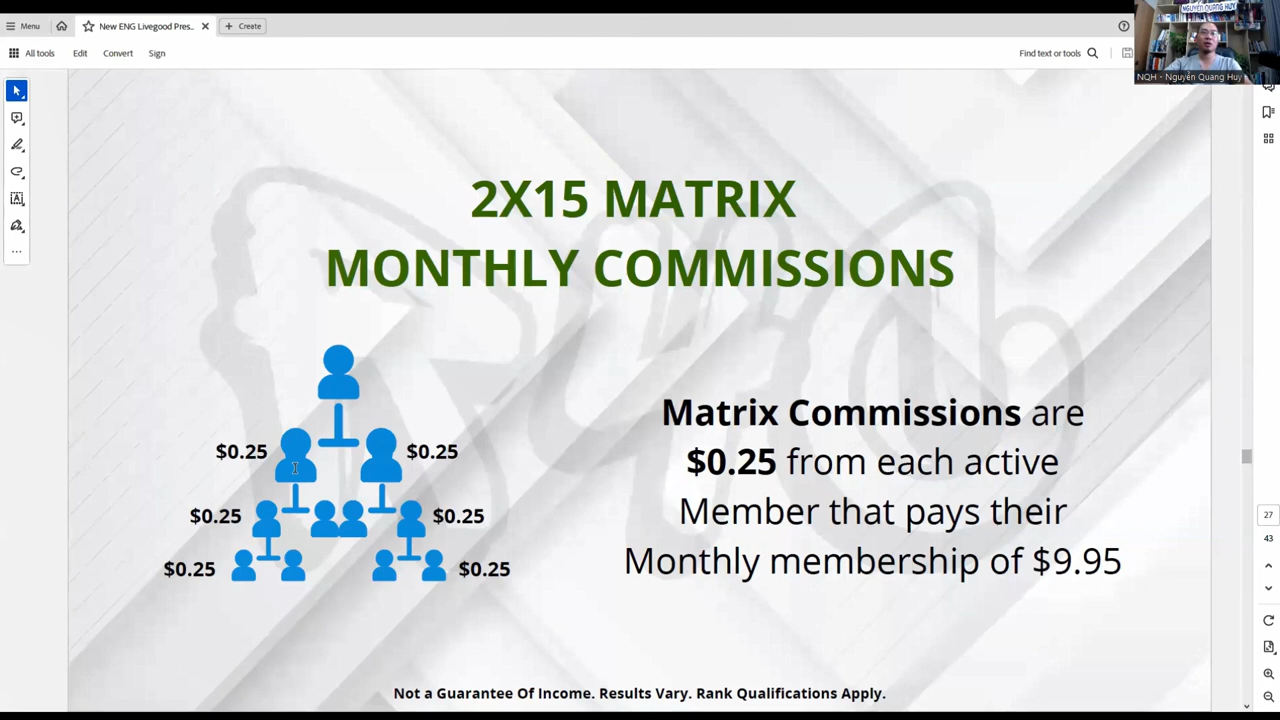 Menu
New ENG Livegood Pres...
Create
All tools
Edit
Convert
Sign
Find text or tools
NGUYỄN QUANG HUY
NQH - Nguyễn Quang Huy
2X15 MATRIX
MONTHLY COMMISSIONS
$0.25 $0.25
$0.25 $0.25
$0.25 $0.25
Matrix Commissions are
$0.25 from each active
Member that pays their
Monthly membership of $9.95
27
43
Not a Guarantee Of Income. Results Vary. Rank Qualifications Apply.